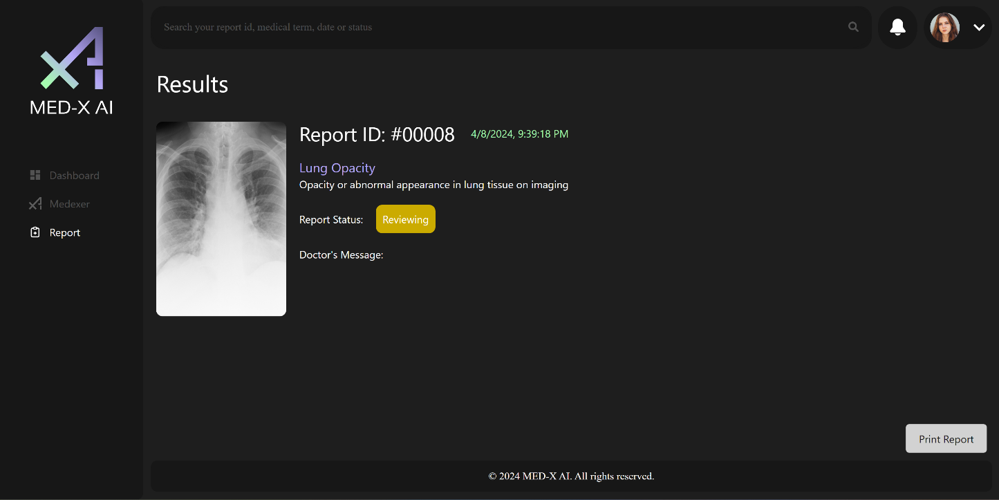 MED-X AI
Dashboard
Medexer
Report
Search your report id, medical term, date or status
Results
Report ID: #00008 4/8/2024, 9:39:18 PM
Lung Opacity
Opacity or abnormal appearance in lung tissue on imaging
Report Status: Reviewing
Doctor's Message:
Print Report
© 2024 MED-X AI. All rights reserved.